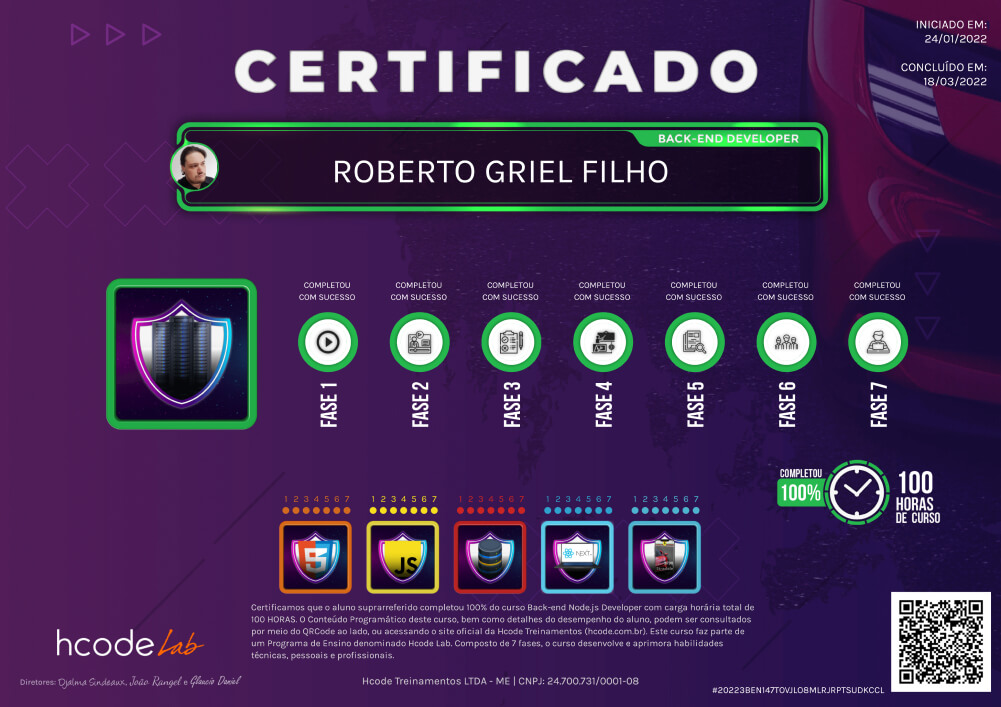 INICIADO EM:
24/01/2022
CERTIFICADO
CONCLUÍDO EM:
18/03/2022
BACK-END DEVELOPER
ROBERTO GRIEL FILHO
COMPLETOU
COM SUCESSO
COMPLETOU
COM SUCESSO
COMPLETOU
COM SUCESSO
COMPLETOU
COM SUCESSO
COMPLETOU
COM SUCESSO
COMPLETOU
COM SUCESSO
COMPLETOU
COM SUCESSO
FASE 1
FASE 2
FASE 3
FASE 4
FASE 5
FASE 6
FASE 7
COMPLETOU
100%
100
HORAS
DE CURSO
1 2 3 4 5 6 7
1 2 3 4 5 6 7
1 2 3 4 5 6 7
1 2 3 4 5 6 7
1 2 3 4 5 6 7
5
JS
NEXT
Certificamos que o aluno suprarreferido completou 100% do curso Back-end Node.js Developer com carga horária total de
100 HORAS. O Conteúdo Programático deste curso, bem como detalhes do desempenho do aluno, podem ser consultados
por meio do QRCode ao lado, ou acessando o site oficial da Hcode Treinamentos (hcode.com.br). Este curso faz parte de
um Programa de Ensino denominado Hcode Lab. Composto de 7 fases, o curso desenvolve e aprimora habilidades
técnicas, pessoais e profissionais.
hcode Lab
Diretores: Djalma Sindeaux, João Rangel e Glaucio Daniel
Hcode Treinamentos LTDA - ME | CNPJ: 24.700.731/0001-08
#20223BEN147TOVJLO8MLRJRPTSUDKCCL